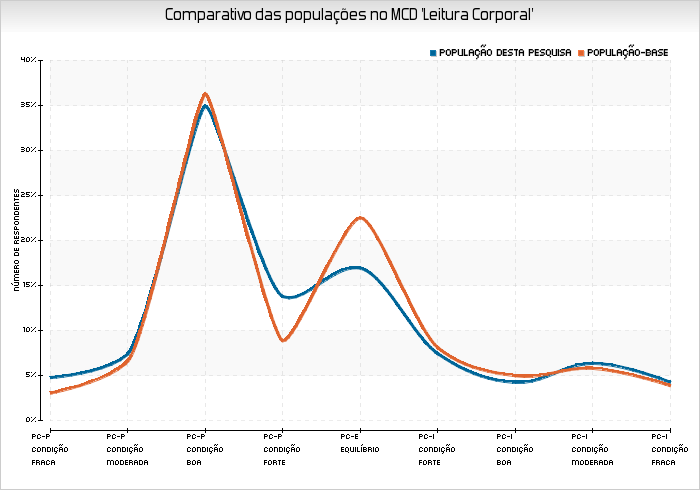 Comparativo das populações no MCD 'Leitura Corporal'
POPULAÇÃO DESTA PESQUISA POPULAÇÃO-BASE
40%
35%
30%
25%
20%
15%
10%
5%
0%
NÚMERO DE RESPONDENTES
PC-P CONDIÇÃO FRACA
PC-P CONDIÇÃO MODERADA
PC-P CONDIÇÃO BOA
PC-P CONDIÇÃO FORTE
PC-E EQUILÍBRIO
PC-I CONDIÇÃO FORTE
PC-I CONDIÇÃO BOA
PC-I CONDIÇÃO MODERADA
PC-I CONDIÇÃO FRACA